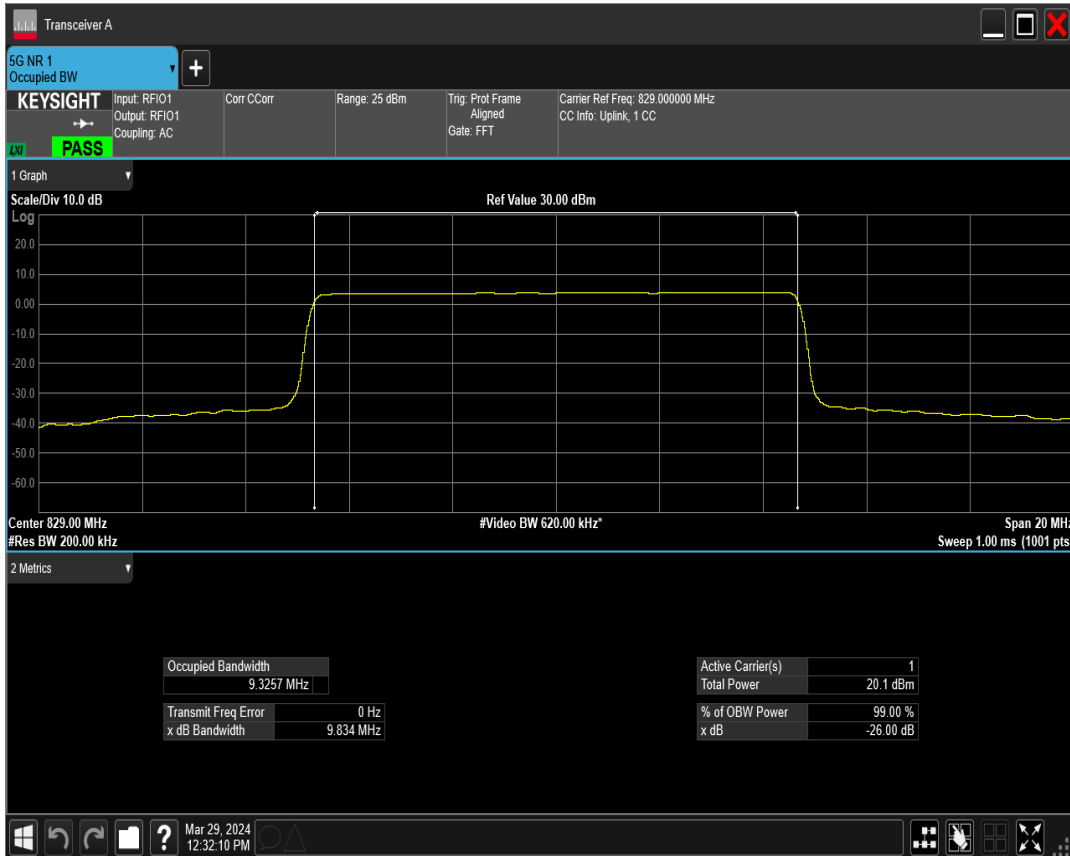 Transceiver A
5G NR 1
Occupied BW
+
KEYSIGHT
LXI
PASS
Input: RFIO1
Output: RFIO1
Coupling: AC
Corr CCorr
Range: 25 dBm
Trig: Prot Frame
Aligned
Gate: FFT
Carrier Ref Freq: 829.000000 MHz
CC Info: Uplink, 1 CC
1 Graph
Scale/Div 10.0 dB
Ref Value 30.00 dBm
Log
20.0
10.0
0.00
-10.0
-20.0
-30.0
-40.0
-50.0
-60.0
Center 829.00 MHz
#Video BW 620.00 kHz*
Span 20 MHz
#Res BW 200.00 kHz
Sweep 1.00 ms (1001 pts
2 Metrics
Occupied Bandwidth
9.3257 MHz
Transmit Freq Error 0 Hz
x dB Bandwidth 9.834 MHz
Active Carrier(s) 1
Total Power 20.1 dBm
% of OBW Power 99.00 %
x dB -26.00 dB
?
Mar 29, 2024
12:32:10 PM